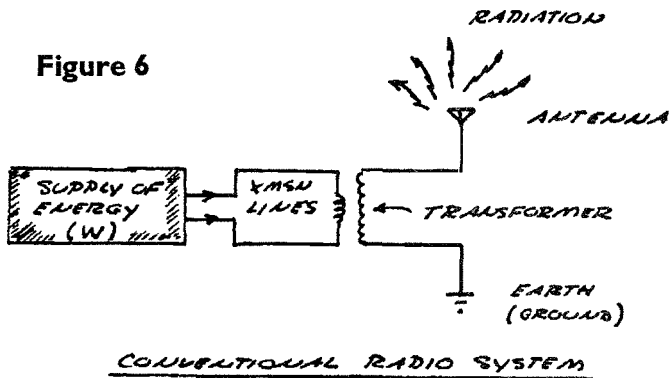 RADIATION
Figure 6
ANTENNA
SUPPLY OF
ENERGY
(W)
XMSN
LINES
TRANSFORMER
EARTH
(GROUND)
CONVENTIONAL RADIO SYSTEM